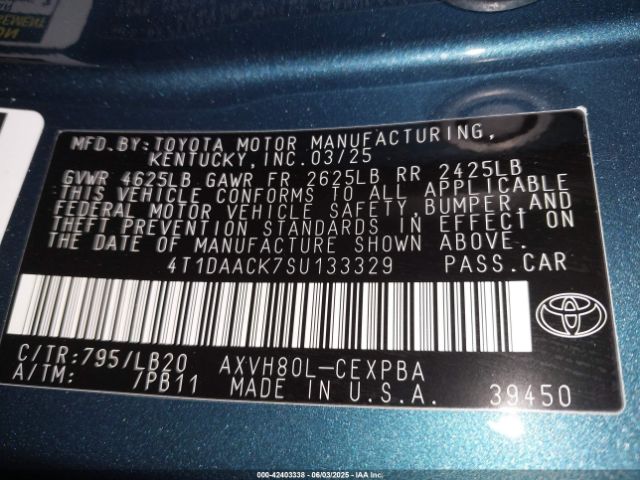 MFD. BY: TOYOTA MOTOR MANUFACTURING,
KENTUCKY, INC. 03/25
GVWR 4625LB GAWR FR 2625LB RR 2425LB
THIS VEHICLE CONFORMS TO ALL APPLICABLE
FEDERAL MOTOR VEHICLE SAFETY, BUMPER, AND
THEFT PREVENTION STANDARDS IN EFFECT ON
THE DATE OF MANUFACTURE SHOWN ABOVE.
4T1DAACK7SU133329 PASS. CAR
C/TR: 795/LB20 AXVH80L-CEXPBA
A/TM: /PB11 MADE IN U.S.A. 39450
000-42403338 - 06/03/2025 - IAA Inc.